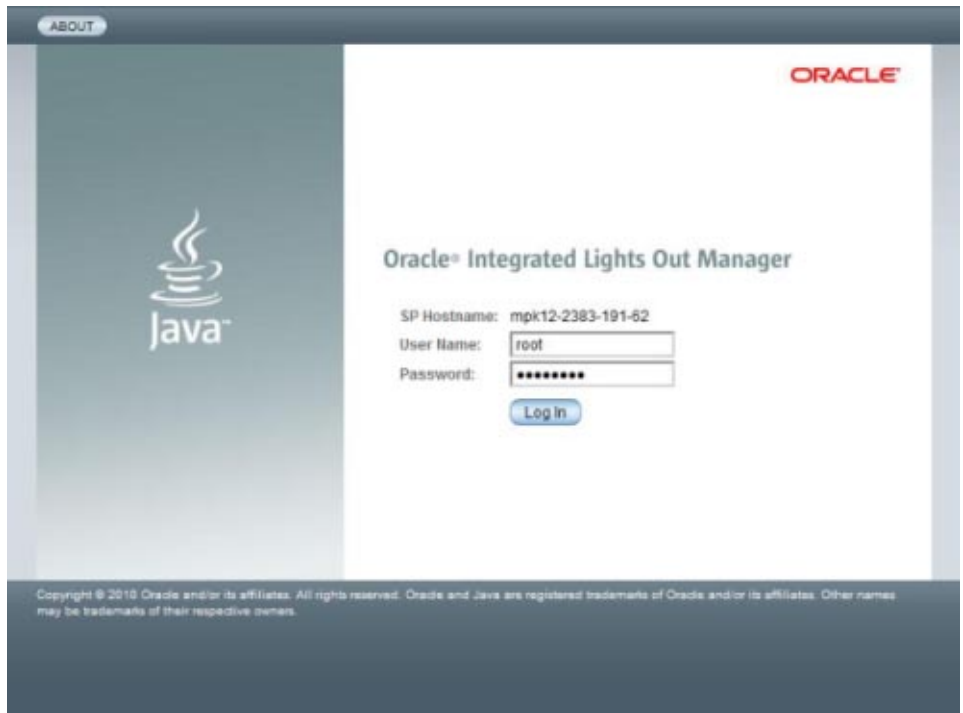 ABOUT
ORACLE®
Java™
Oracle® Integrated Lights Out Manager
SP Hostname: mpk12-2383-191-62
User Name: root
Password: ••••••••
Log In
Copyright © 2010 Oracle and/or its affiliates. All rights reserved. Oracle and Java are registered trademarks of Oracle and/or its affiliates. Other names
may be trademarks of their respective owners.